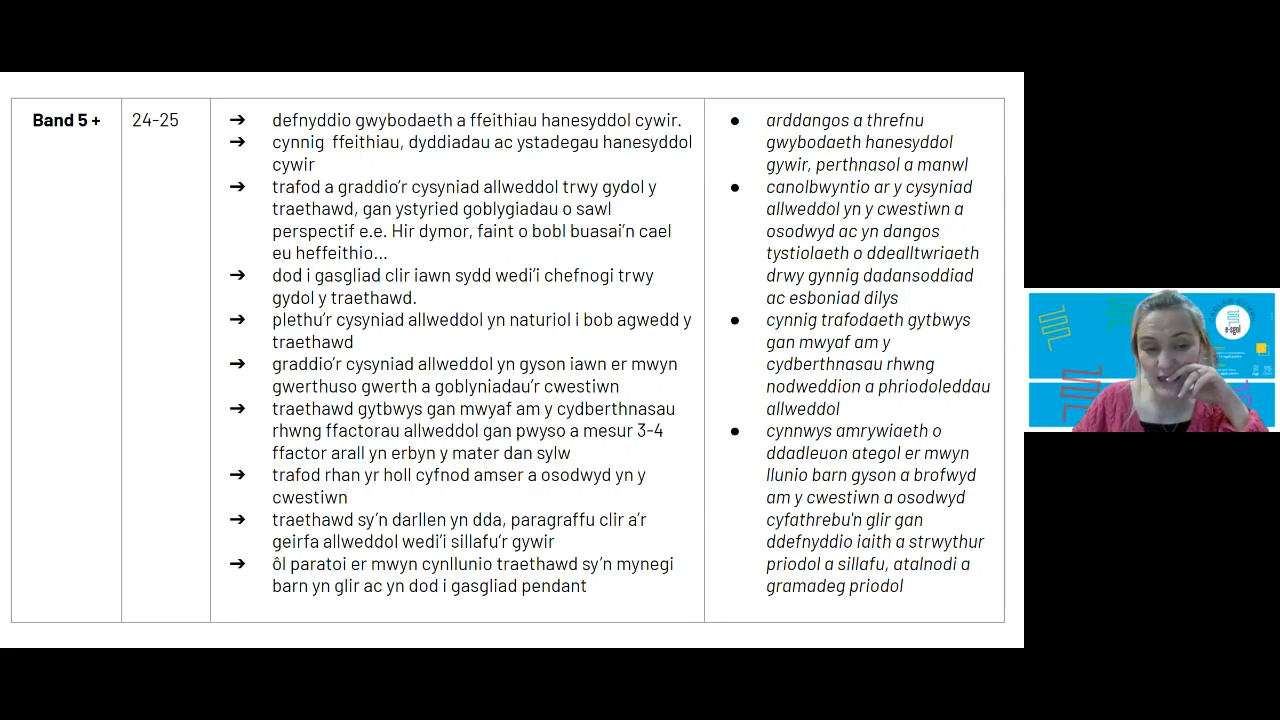 Band 5 +
24-25
➔ defnyddio gwybodaeth a ffeithiau hanesyddol cywir.
➔ cynnig ffeithiau, dyddiadau ac ystadegau hanesyddol
cywir
➔ trafod a graddio'r cysyniad allweddol trwy gydol y
traethawd, gan ystyried goblygiadau o sawl
perspectif e.e. Hir dymor, faint o bobl buasai'n cael
eu heffeithio...
➔ dod i gasgliad clir iawn sydd wedi'i chefnogi trwy
gydol y traethawd.
➔ plethu'r cysyniad allweddol yn naturiol i bob agwedd y
traethawd
➔ graddio'r cysyniad allweddol yn gyson iawn er mwyn
gwerthuso gwerth a goblyniadau'r cwestiwn
➔ traethawd gytbwys gan mwyaf am y cydberthnasau
rhwng ffactorau allweddol gan pwyso a mesur 3-4
ffactor arall yn erbyn y mater dan sylw
➔ trafod rhan yr holl cyfnod amser a osodwyd yn y
cwestiwn
➔ traethawd sy'n darllen yn dda, paragraffu clir a'r
geirfa allweddol wedi'i sillafu'r gywir
➔ ôl paratoi er mwyn cynllunio traethawd sy'n mynegi
barn yn glir ac yn dod i gasgliad pendant
● arddangos a threfnu
gwybodaeth hanesyddol
gywir, perthnasol a manwl
● canolbwyntio ar y cysyniad
allweddol yn y cwestiwn a
osodwyd ac yn dangos
tystiolaeth o ddealltwriaeth
drwy gynnig dadansoddiad
ac esboniad dilys
● cynnig trafodaeth gytbwys
gan mwyaf am y
cydberthnasau rhwng
nodweddion a phriodoleddau
allweddol
● cynnwys amrywiaeth o
ddadleuon ategol er mwyn
llunio barn gyson a brofwyd
am y cwestiwn a osodwyd
cyfathrebu'n glir gan
ddefnyddio iaith a strwythur
priodol a sillafu, atalnodi a
gramadeg priodol
e-sgol